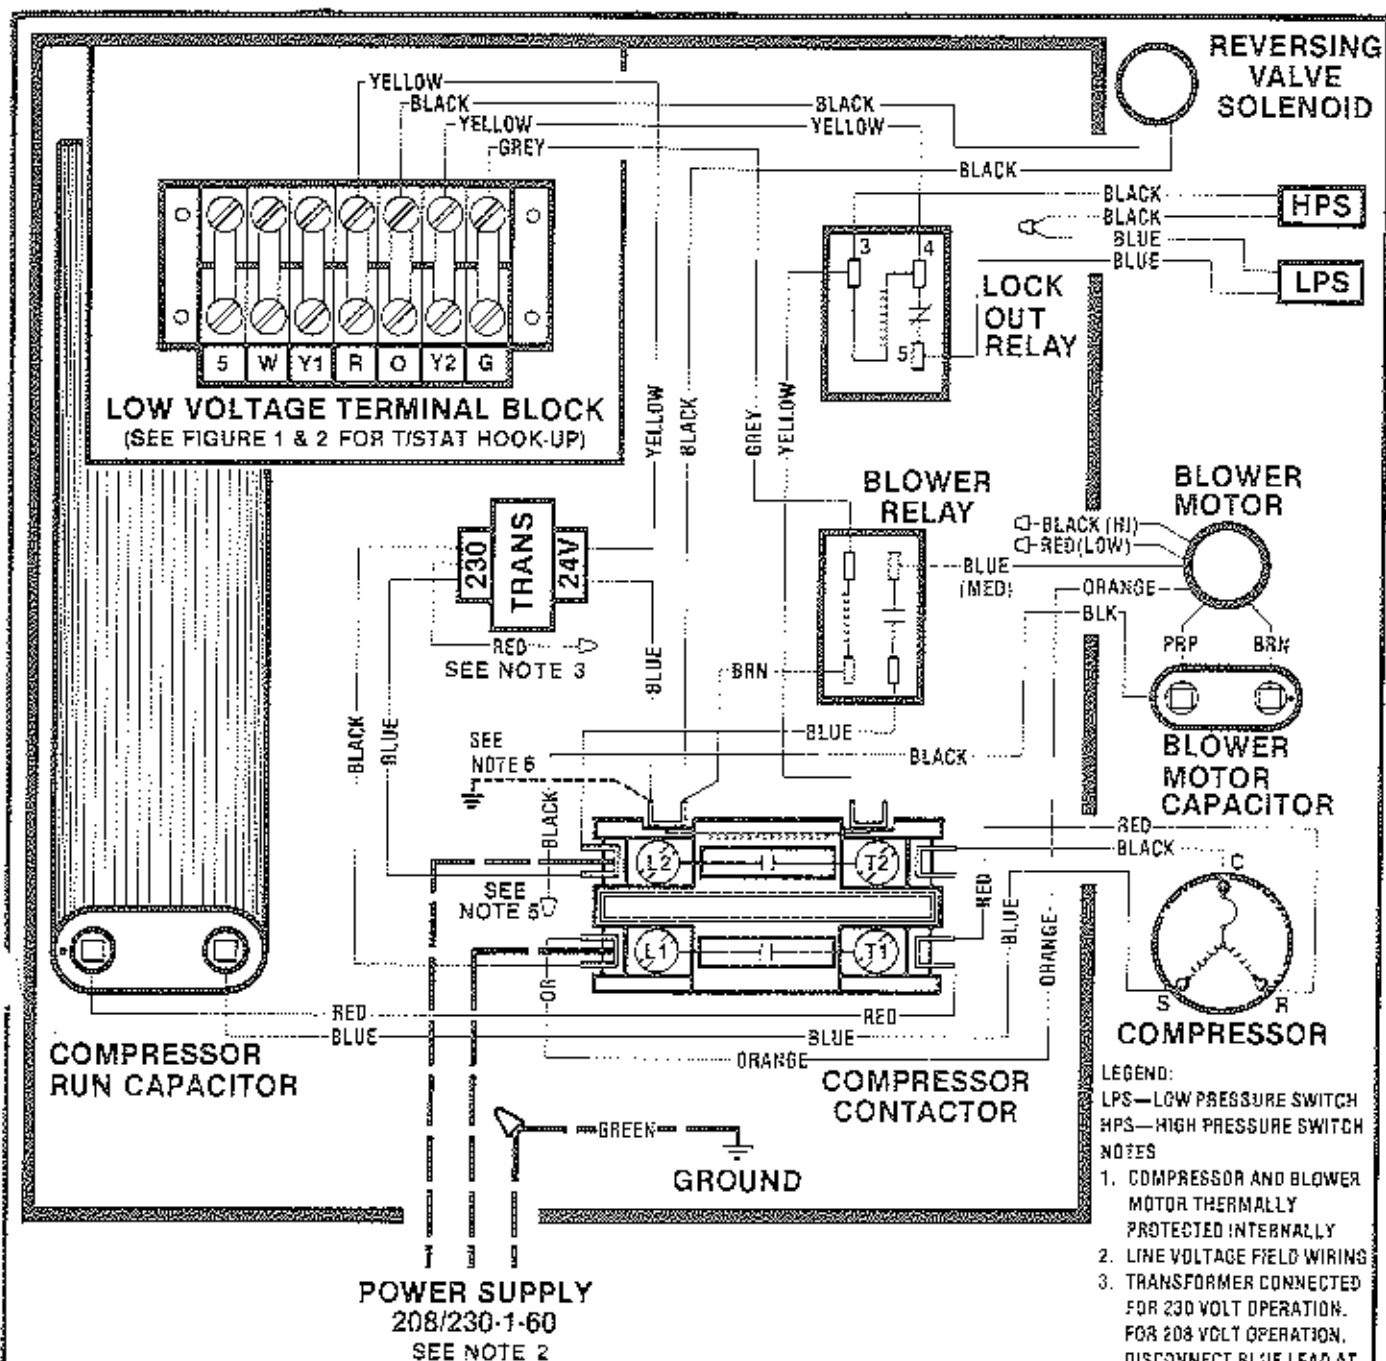 REVERSING
VALVE
SOLENOID
YELLOW
BLACK
BLACK
YELLOW
YELLOW
GREY
BLACK
BLACK
BLACK
BLUE
BLUE
HPS
LPS
3
4
5
LOCK
OUT
RELAY
5 W Y1 R O Y2 G
LOW VOLTAGE TERMINAL BLOCK
(SEE FIGURE 1 & 2 FOR T/STAT HOOK-UP)
YELLOW
BLACK
GREY
YELLOW
BLOWER
RELAY
BLOWER
MOTOR
BLACK (HI)
RED (LOW)
BLUE
(MED)
ORANGE
BLK
PRP
BRN
230
TRANS
24V
RED
SEE NOTE 3
BLUE
BRN
BLACK
BLUE
SEE
NOTE 6
BLUE
BLACK
BLOWER
MOTOR
CAPACITOR
BLACK
RED
BLACK
L2
T2
C
SEE
NOTE 5
RED
BLUE
ORANGE
L1
T1
OR
S
R
RED
RED
BLUE
BLUE
ORANGE
COMPRESSOR
COMPRESSOR
RUN CAPACITOR
COMPRESSOR
CONTACTOR
GREEN
GROUND
LEGEND:
LPS—LOW PRESSURE SWITCH
HPS—HIGH PRESSURE SWITCH
NOTES
1. COMPRESSOR AND BLOWER
MOTOR THERMALLY
PROTECTED INTERNALLY
2. LINE VOLTAGE FIELD WIRING
3. TRANSFORMER CONNECTED
FOR 230 VOLT OPERATION.
FOR 208 VOLT OPERATION,
DISCONNECT BLUE LEAD AT
POWER SUPPLY
208/230-1-60
SEE NOTE 2